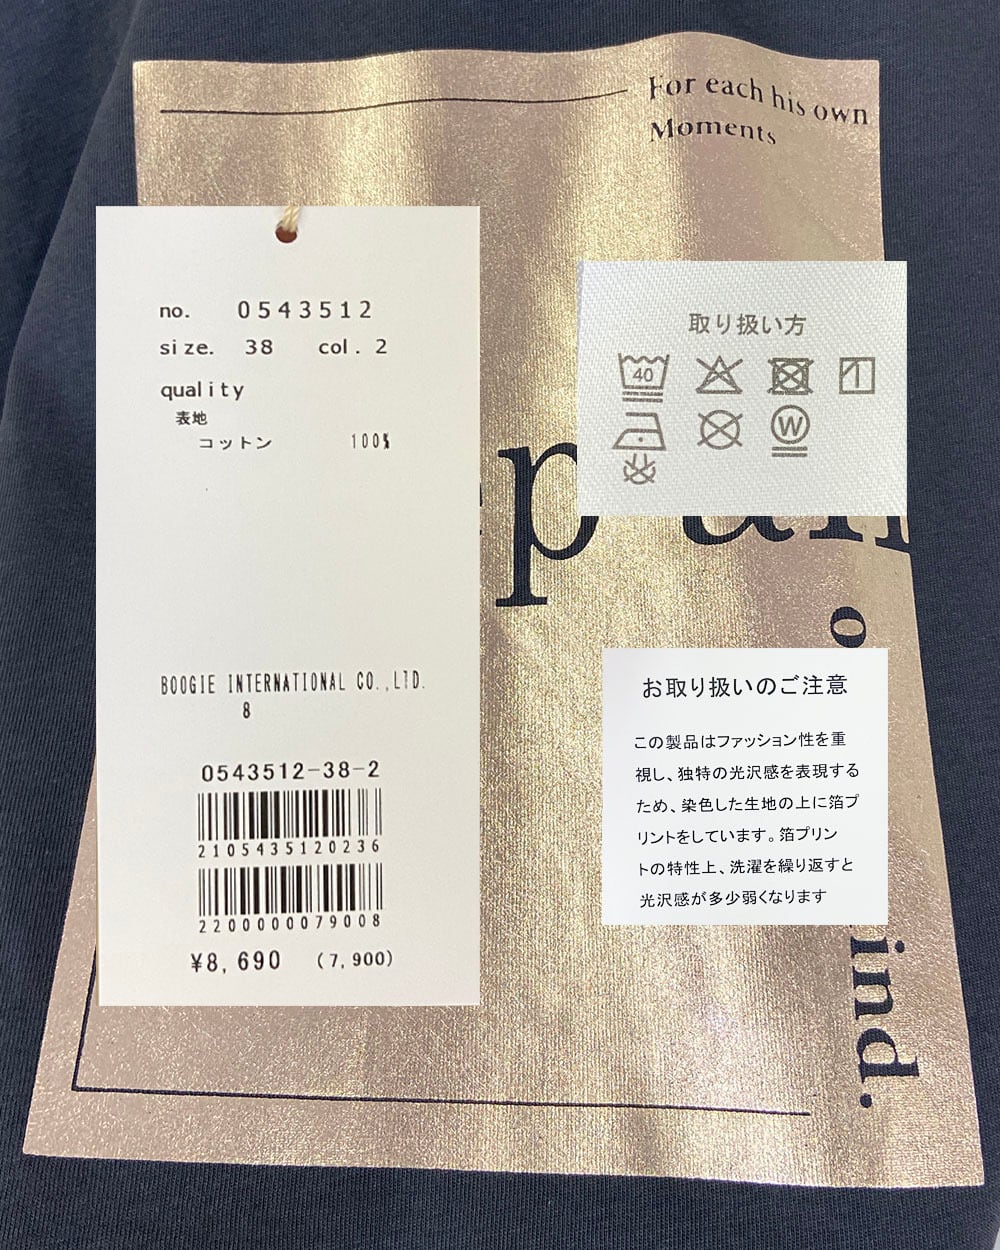 For each his own
Moments
no. 0543512
size. 38 col. 2
quality
表地
コットン 100%
BOOGIE INTERNATIONAL CO.,LTD.
8
0543512-38-2
2105435120236
2200000079008
¥8,690 (7,900)
取り扱い方
40
W
お取り扱いのご注意
この製品はファッション性を重
視し、独特の光沢感を表現する
ため、染色した生地の上に箔プ
リントをしています。箔プリン
トの特性上、洗濯を繰り返すと
光沢感が多少弱くなります